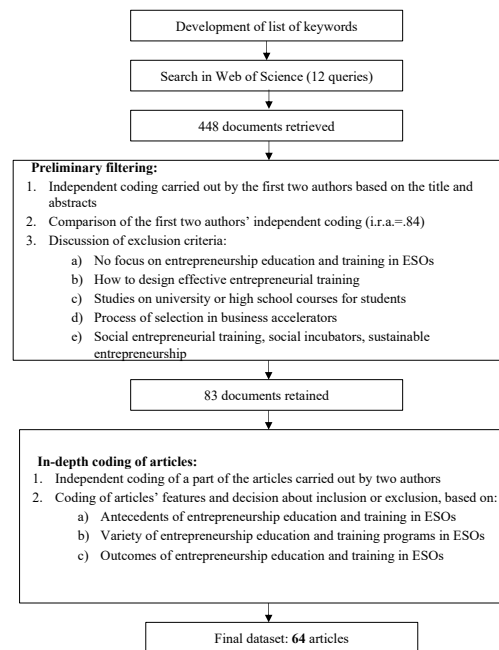 Development of list of keywords
Search in Web of Science (12 queries)
448 documents retrieved
Preliminary filtering:
1. Independent coding carried out by the first two authors based on the title and
abstracts
2. Comparison of the first two authors' independent coding (i.r.a.=.84)
3. Discussion of exclusion criteria:
a) No focus on entrepreneurship education and training in ESOs
b) How to design effective entrepreneurial training
c) Studies on university or high school courses for students
d) Process of selection in business accelerators
e) Social entrepreneurial training, social incubators, sustainable
entrepreneurship
83 documents retained
In-depth coding of articles:
1. Independent coding of a part of the articles carried out by two authors
2. Coding of articles' features and decision about inclusion or exclusion, based on:
a) Antecedents of entrepreneurship education and training in ESOs
b) Variety of entrepreneurship education and training programs in ESOs
c) Outcomes of entrepreneurship education and training in ESOs
Final dataset: 64 articles